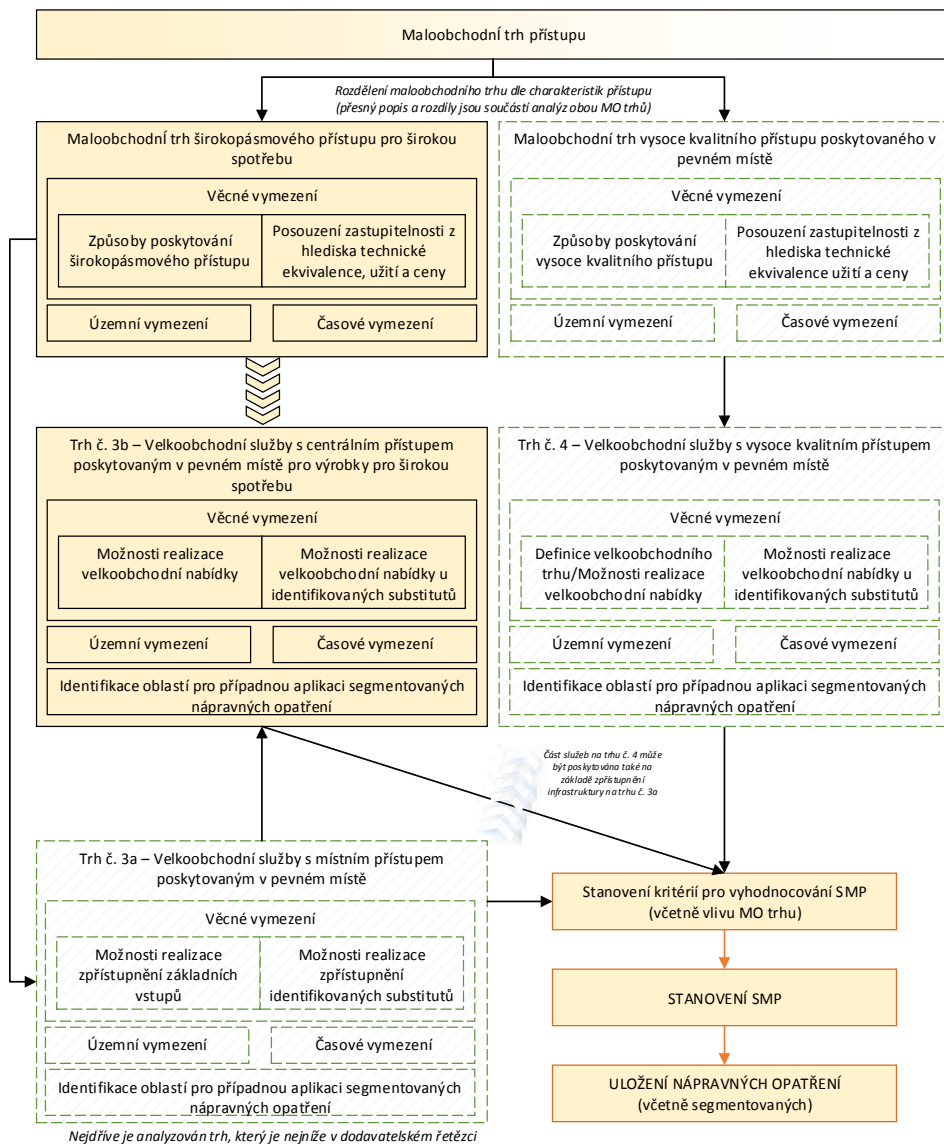 Maloobchodní trh přístupu
Rozdělení maloobchodního trhu dle charakteristik přístupu
(přesný popis a rozdíly jsou součástí analýz obou MO trhů)
Maloobchodní trh širokopásmového přístupu pro širokou
spotřebu
Věcné vymezení
Způsoby poskytování
širokopásmového přístupu
Posouzení zastupitelnosti z
hlediska technické
ekvivalence, užití a ceny
Územní vymezení
Časové vymezení
Maloobchodní trh vysoce kvalitního přístupu poskytovaného v
pevném místě
Věcné vymezení
Způsoby poskytování
vysoce kvalitního přístupu
Posouzení zastupitelnosti z
hlediska technické
ekvivalence užití a ceny
Územní vymezení
Časové vymezení
Trh č. 3b – Velkoobchodní služby s centrálním přístupem
poskytovaným v pevném místě pro výrobky pro širokou
spotřebu
Věcné vymezení
Možnosti realizace
velkoobchodní nabídky
Možnosti realizace
velkoobchodní nabídky u
identifikovaných substitutů
Územní vymezení
Časové vymezení
Identifikace oblastí pro případnou aplikaci segmentovaných
nápravných opatření
Trh č. 4 – Velkoobchodní služby s vysoce kvalitním přístupem
poskytovaným v pevném místě
Věcné vymezení
Definice velkoobchodního
trhu/Možnosti realizace
velkoobchodní nabídky
Možnosti realizace
velkoobchodní nabídky u
identifikovaných substitutů
Územní vymezení
Časové vymezení
Identifikace oblastí pro případnou aplikaci segmentovaných
nápravných opatření
Část služeb na trhu č. 4 může
být poskytována také na
základě zpřístupnění
infrastruktury na trhu č. 3a
Trh č. 3a – Velkoobchodní služby s místním přístupem
poskytovaným v pevném místě
Věcné vymezení
Možnosti realizace
zpřístupnění základních
vstupů
Možnosti realizace
zpřístupnění
identifikovaných substitutů
Územní vymezení
Časové vymezení
Identifikace oblastí pro případnou aplikaci segmentovaných
nápravných opatření
Nejdříve je analyzován trh, který je nejníže v dodavatelském řetězci
Stanovení kritérií pro vyhodnocování SMP
(včetně vlivu MO trhu)
STANOVENÍ SMP
ULOŽENÍ NÁPRAVNÝCH OPATŘENÍ
(včetně segmentovaných)